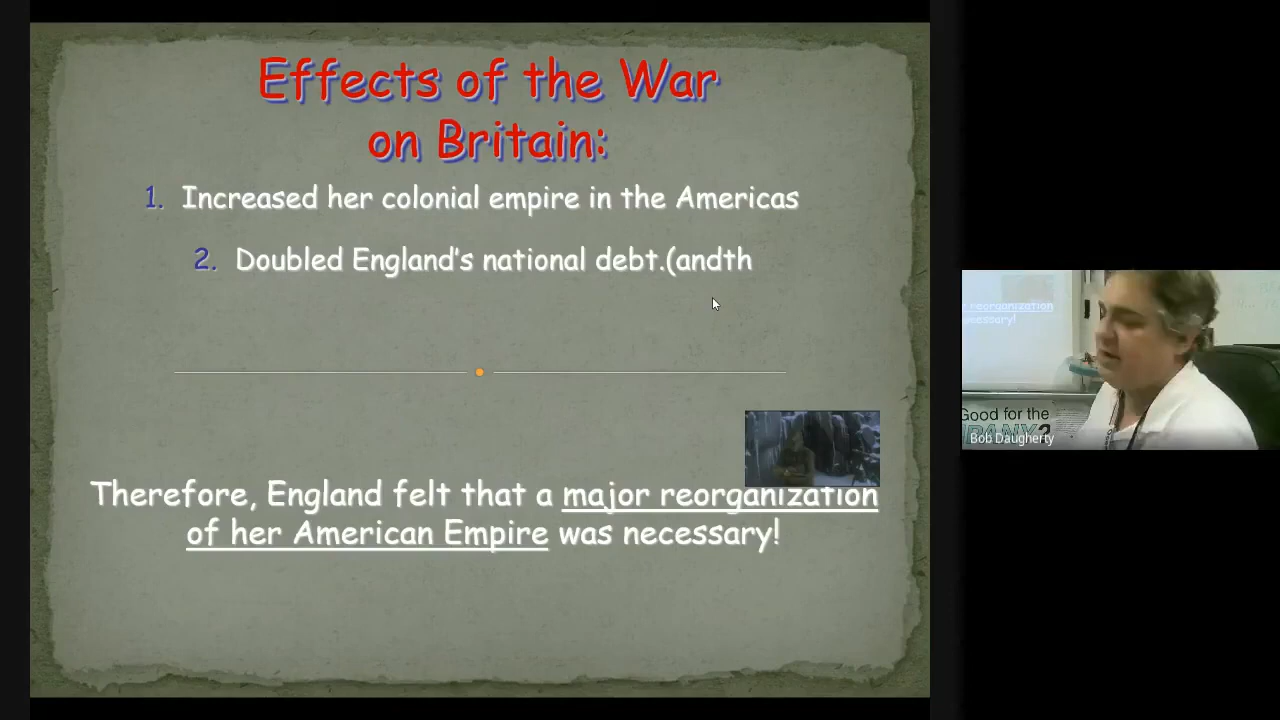 Effects of the War
on Britain:
1. Increased her colonial empire in the Americas
2. Doubled England's national debt.(andth
Therefore, England felt that a major reorganization
of her American Empire was necessary!
reorganization
necessary!
Good for the
Bob Daugherty